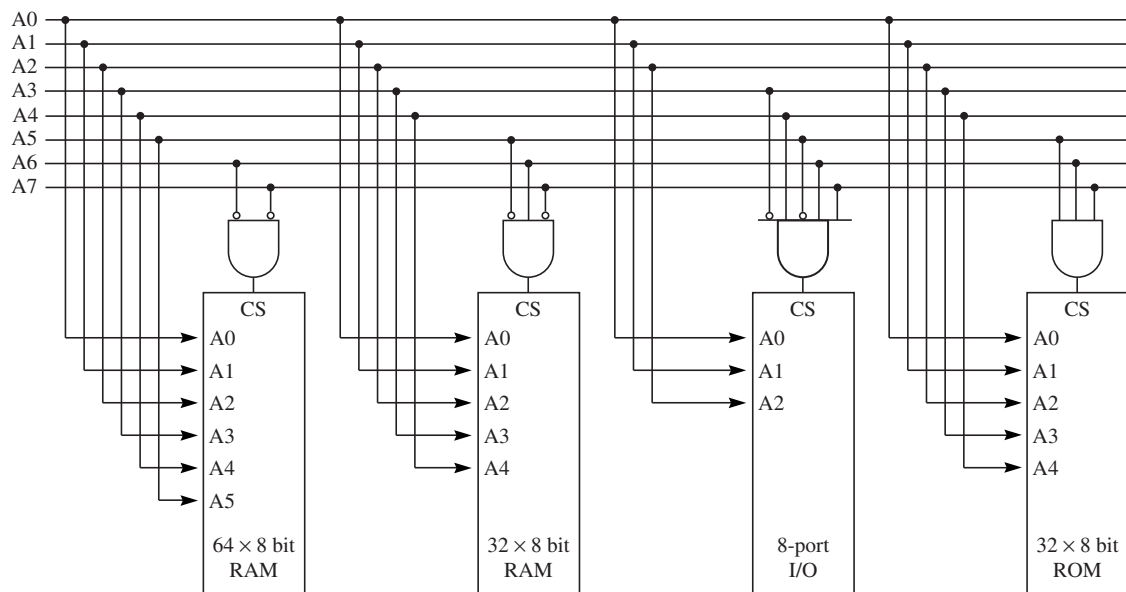 A0
A1
A2
A3
A4
A5
A6
A7
CS
CS
CS
CS
A0
A0
A0
A0
A1
A1
A1
A1
A2
A2
A2
A2
A3
A3
A3
A4
A4
A4
A5
64 × 8 bit
RAM
32 × 8 bit
RAM
8-port
I/O
32 × 8 bit
ROM